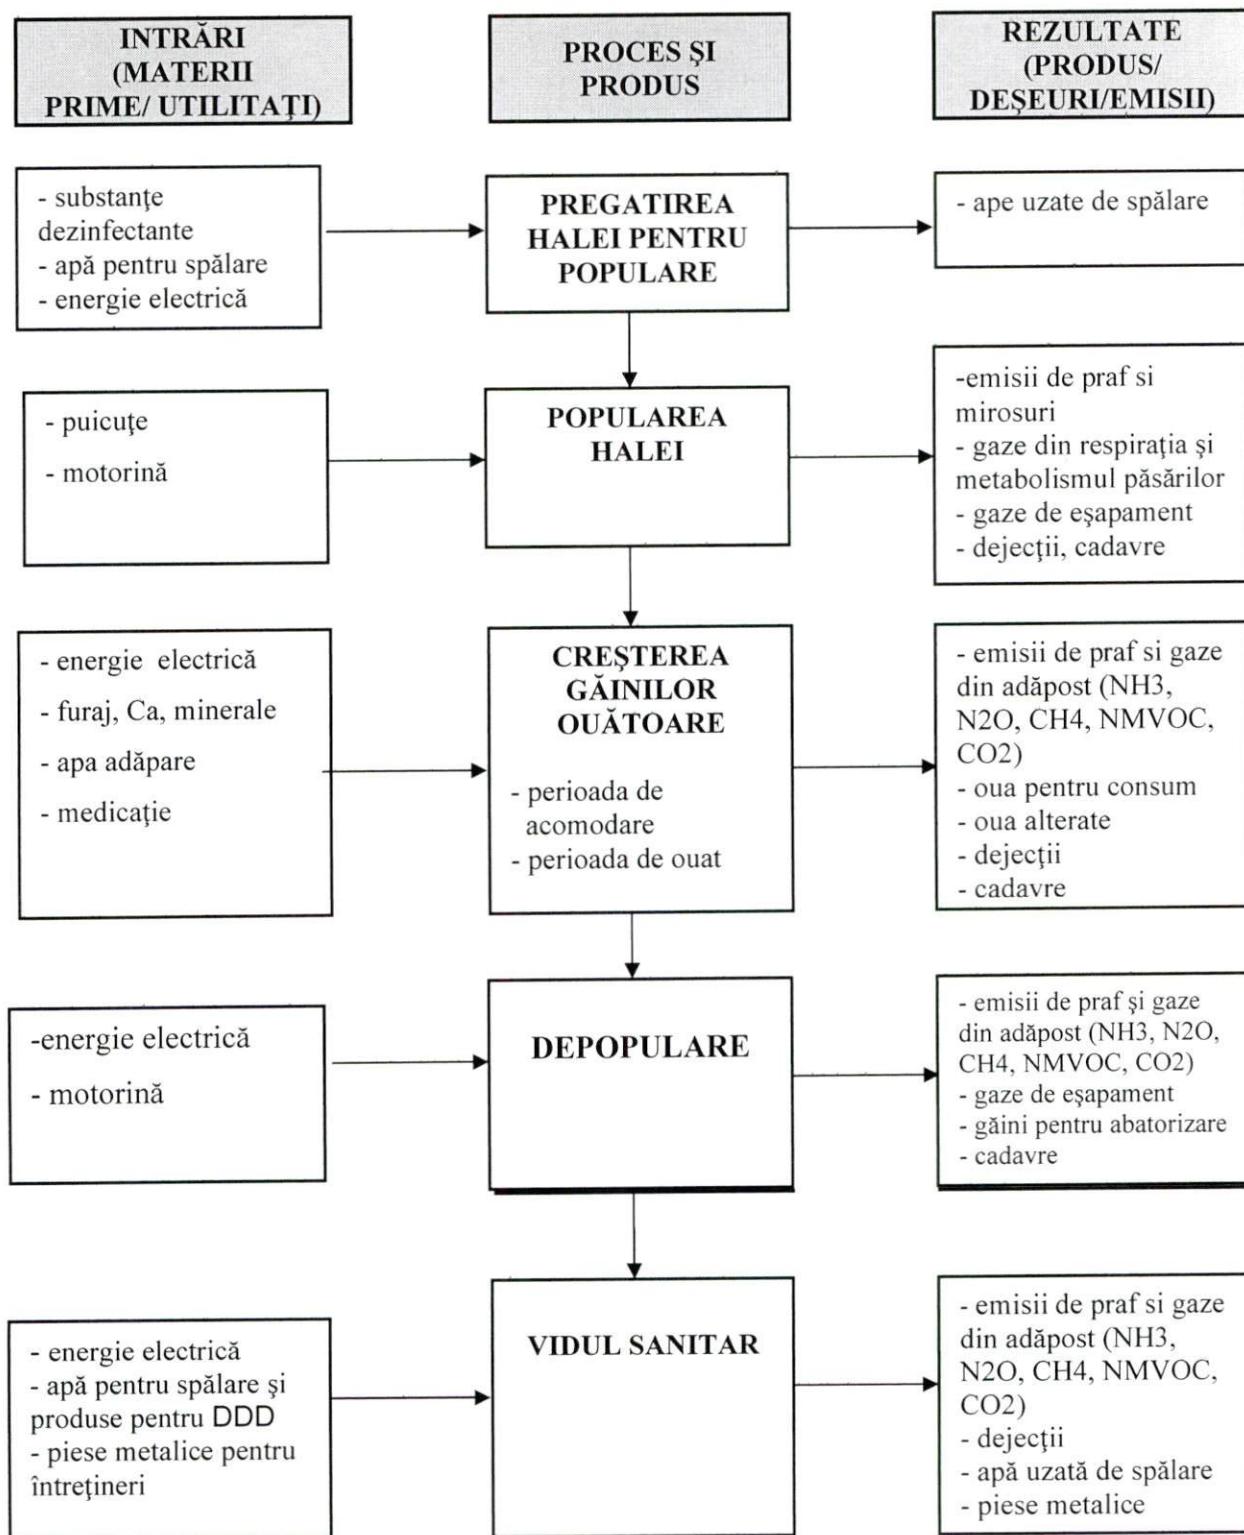 INTRĂRI
(MATERII
PRIME/ UTILITAŢI)
PROCES ŞI
PRODUS
REZULTATE
(PRODUS/
DEŞEURI/EMISII)
- substanţe
dezinfectante
- apă pentru spălare
- energie electrică
PREGATIREA
HALEI PENTRU
POPULARE
- ape uzate de spălare
- puicuţe
- motorină
POPULAREA
HALEI
-emisii de praf si
mirosuri
- gaze din respiraţia şi
metabolismul păsărilor
- gaze de eşapament
- dejecţii, cadavre
- energie electrică
- furaj, Ca, minerale
- apa adăpare
- medicaţie
CREŞTEREA
GĂINILOR
OUĂTOARE
- perioada de
acomodare
- perioada de ouat
- emisii de praf si gaze
din adăpost (NH3,
N2O, CH4, NMVOC,
CO2)
- oua pentru consum
- oua alterate
- dejecţii
- cadavre
-energie electrică
- motorină
DEPOPULARE
- emisii de praf şi gaze
din adăpost (NH3, N2O,
CH4, NMVOC, CO2)
- gaze de eşapament
- găini pentru abatorizare
- cadavre
- energie electrică
- apă pentru spălare şi
produse pentru DDD
- piese metalice pentru
întreţineri
VIDUL SANITAR
- emisii de praf si gaze
din adăpost (NH3,
N2O, CH4, NMVOC,
CO2)
- dejecţii
- apă uzată de spălare
- piese metalice